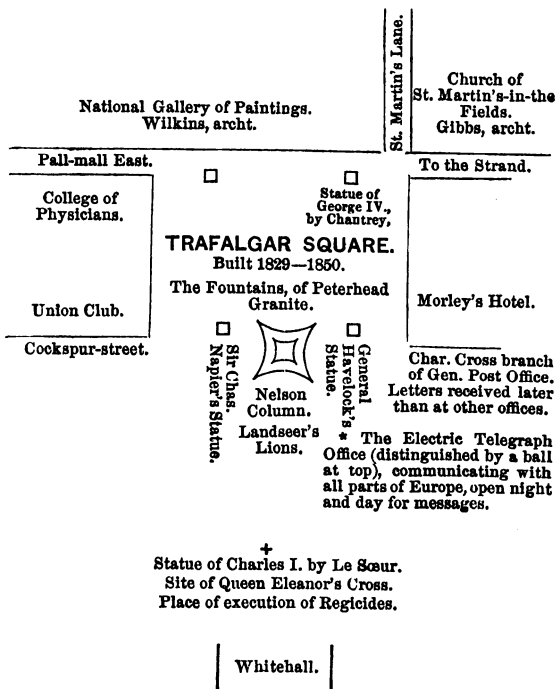 St. Martin's Lane.
Church of
St. Martin's-in-the
Fields.
Gibbs, archt.
National Gallery of Paintings.
Wilkins, archt.
Pall-mall East.
To the Strand.
College of
Physicians.
Statue of
George IV.,
by Chantrey,
TRAFALGAR SQUARE.
Built 1829—1850.
The Fountains, of Peterhead
Granite.
Union Club.
Morley's Hotel.
Cockspur-street.
Sir Chas.
Napier's Statue.
Nelson
Column.
Landseer's
Lions.
General
Havelock's
Statue.
Char. Cross branch
of Gen. Post Office.
Letters received later
than at other offices.
* The Electric Telegraph
Office (distinguished by a ball
at top), communicating with
all parts of Europe, open night
and day for messages.
Statue of Charles I. by Le Sœur.
Site of Queen Eleanor's Cross.
Place of execution of Regicides.
Whitehall.